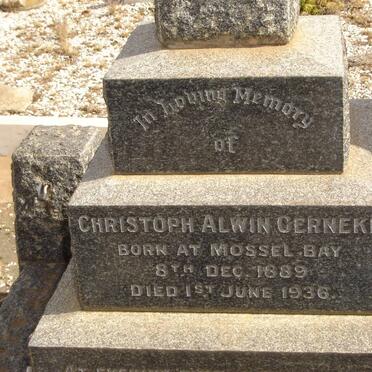 In Loving Memory
of
CHRISTOPH ALWIN GERNEK
BORN AT MOSSEL-BAY
8TH DEC. 1889
DIED 1ST JUNE 1936.